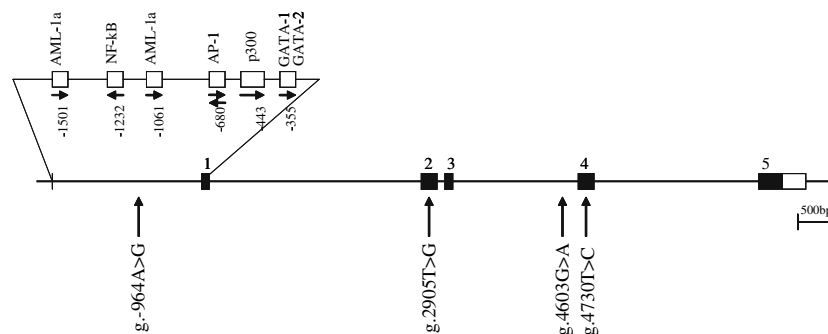 AML-1a
NF-kB
AML-1a
AP-1
p300
GATA-1
GATA-2
-1501
-1232
-1061
-680
-443
-355
1
2
3
4
5
500bp
g.-964A>G
g.2905T>G
g.4603G>A
g.4730T>C